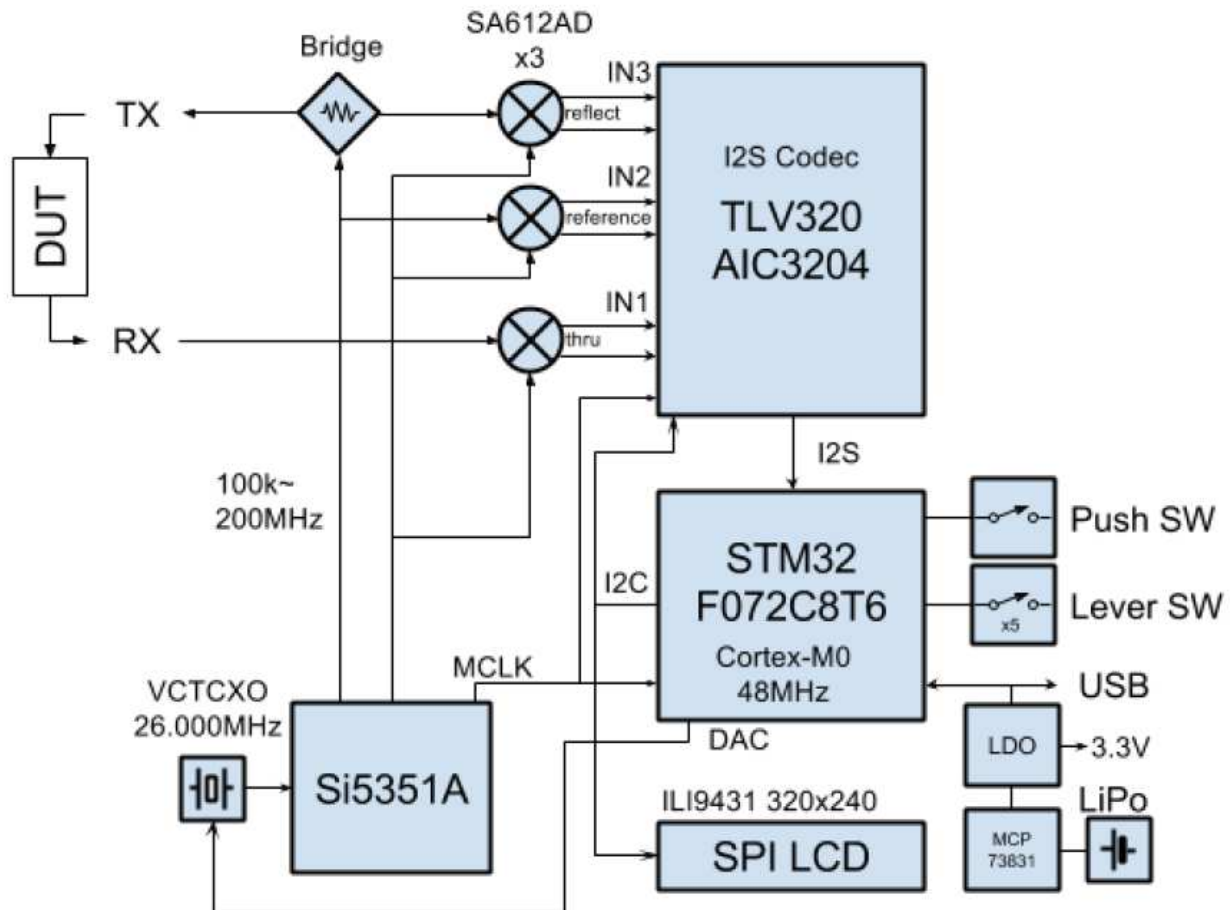 SA612AD
x3
Bridge
IN3
TX
reflect
I2S Codec
IN2
TLV320
AIC3204
reference
DUT
IN1
RX
thru
I2S
100k~
200MHz
Push SW
STM32
F072C8T6
I2C
Lever SW
x5
Cortex-M0
48MHz
MCLK
VCTCXO
26.000MHz
USB
DAC
LDO
3.3V
Si5351A
ILI9431 320x240
LiPo
SPI LCD
MCP
73831